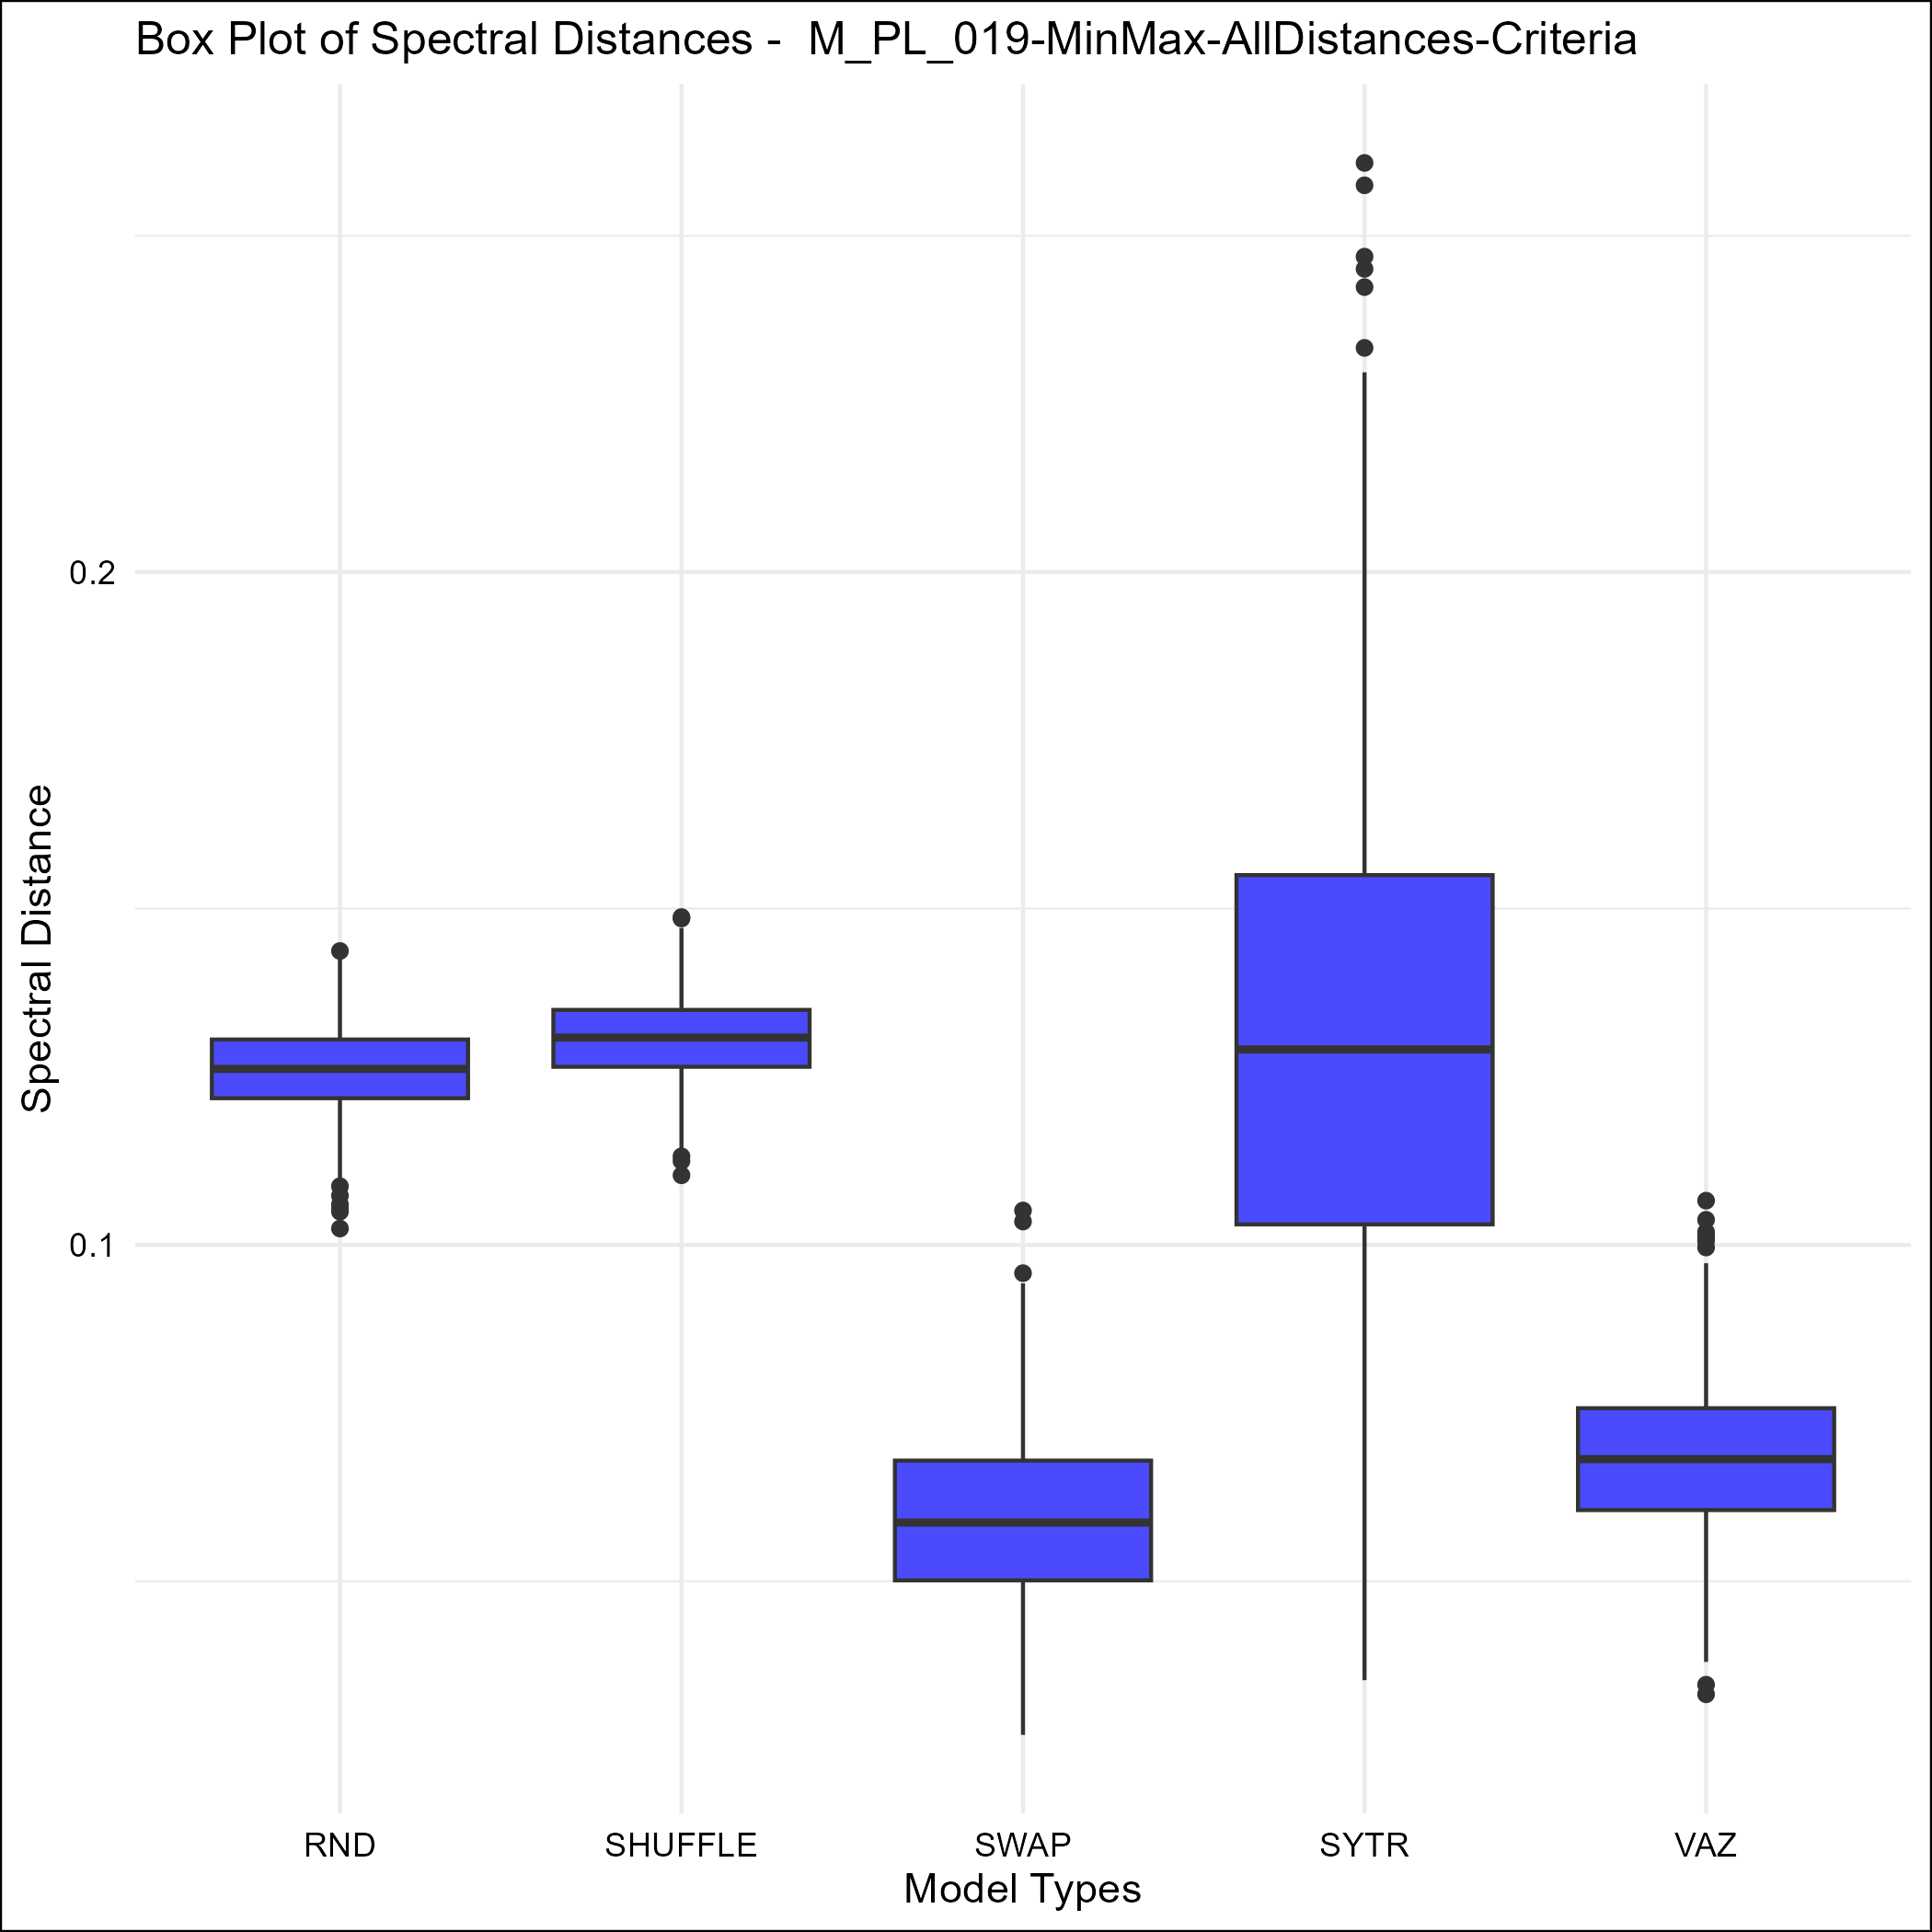 Box Plot of Spectral Distances -  M_PL_019-MinMax-AllDistances-Criteria
Spectral Distance
0.2
0.1
RND SHUFFLE SWAP SYTR VAZ
Model Types